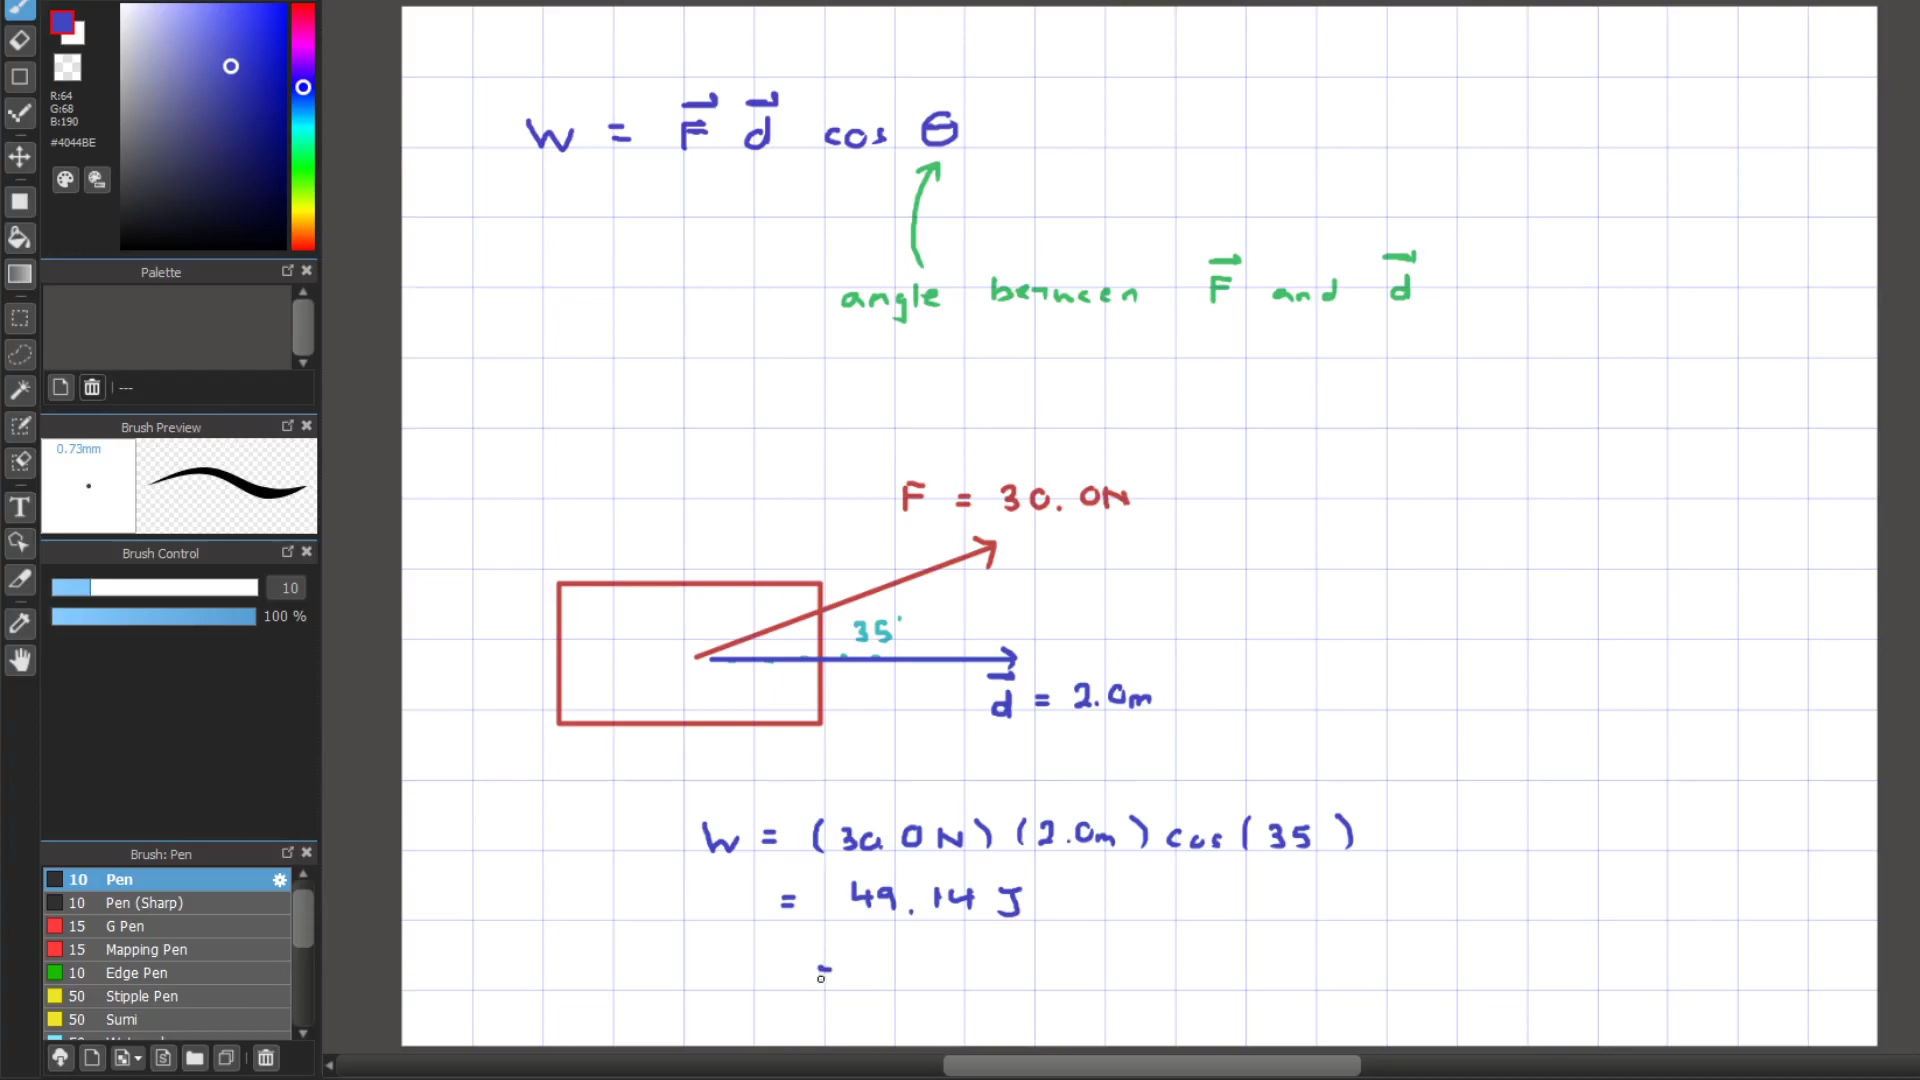 R:64
G:68
B:190
#4044BE
Palette
---
Brush Preview
0.73mm
Brush Control
10
100 %
Brush: Pen
10 Pen
10 Pen (Sharp)
15 G Pen
15 Mapping Pen
10 Edge Pen
50 Stipple Pen
50 Sumi
T
W = F d cos Θ
angle between F and d
F = 30.0N
35°
d = 2.0m
W = (30.0N)(2.0m) cos(35)
= 49.14 J
=